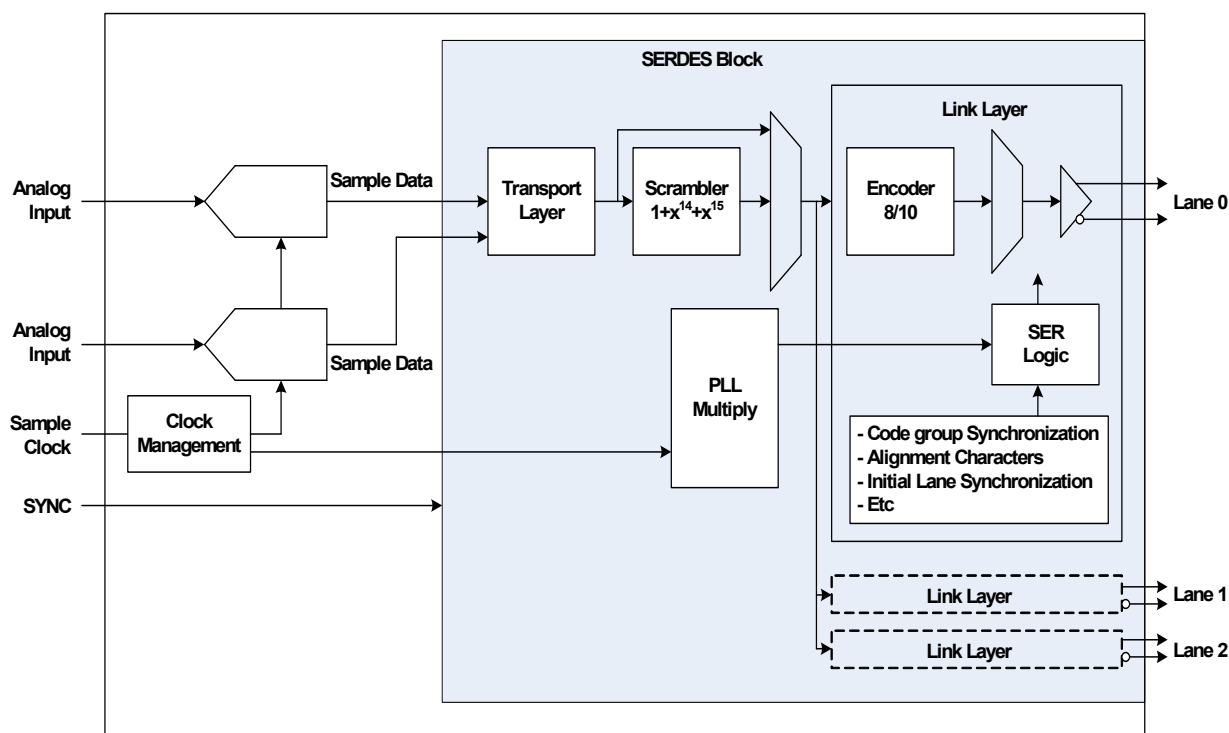 SERDES Block
Link Layer
Analog
Input
Sample Data
Transport
Layer
Scrambler
1+x^14+x^15
Encoder
8/10
Lane 0
Analog
Input
Sample Data
PLL
Multiply
SER
Logic
Sample
Clock
Clock
Management
- Code group Synchronization
- Alignment Characters
- Initial Lane Synchronization
- Etc
SYNC
Link Layer
Lane 1
Link Layer
Lane 2